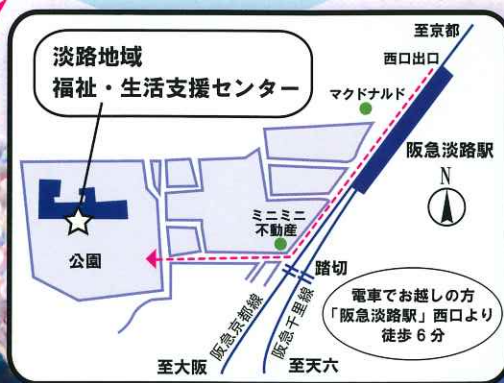 淡路地域
福祉・生活支援センター
至京都
西口出口
マクドナルド
阪急淡路駅
N
ミニミニ
不動産
公園
踏切
阪急京都線
阪急千里線
至大阪
至天六
電車でお越しの方
「阪急淡路駅」西口より
徒歩6分